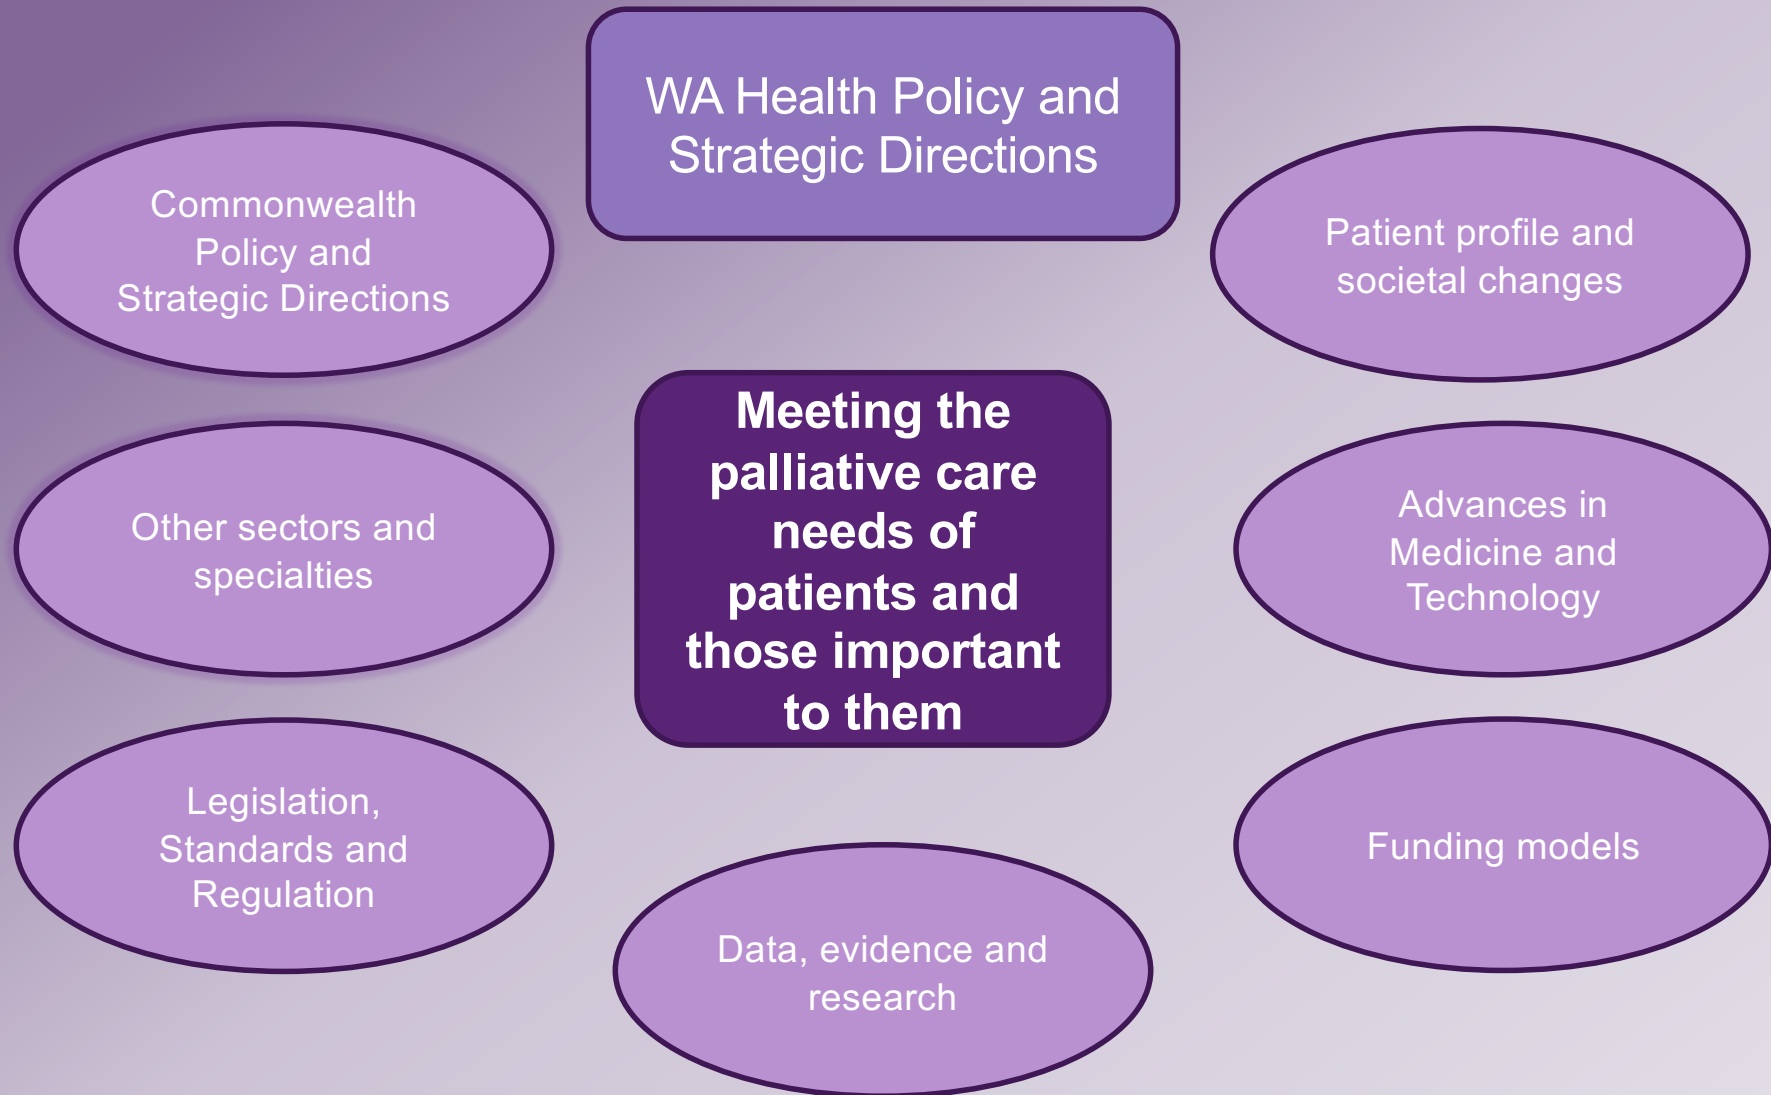 WA Health Policy and
Strategic Directions
Commonwealth
Policy and
Strategic Directions
Patient profile and
societal changes
Meeting the
palliative care
needs of
patients and
those important
to them
Other sectors and
specialties
Advances in
Medicine and
Technology
Legislation,
Standards and
Regulation
Funding models
Data, evidence and
research